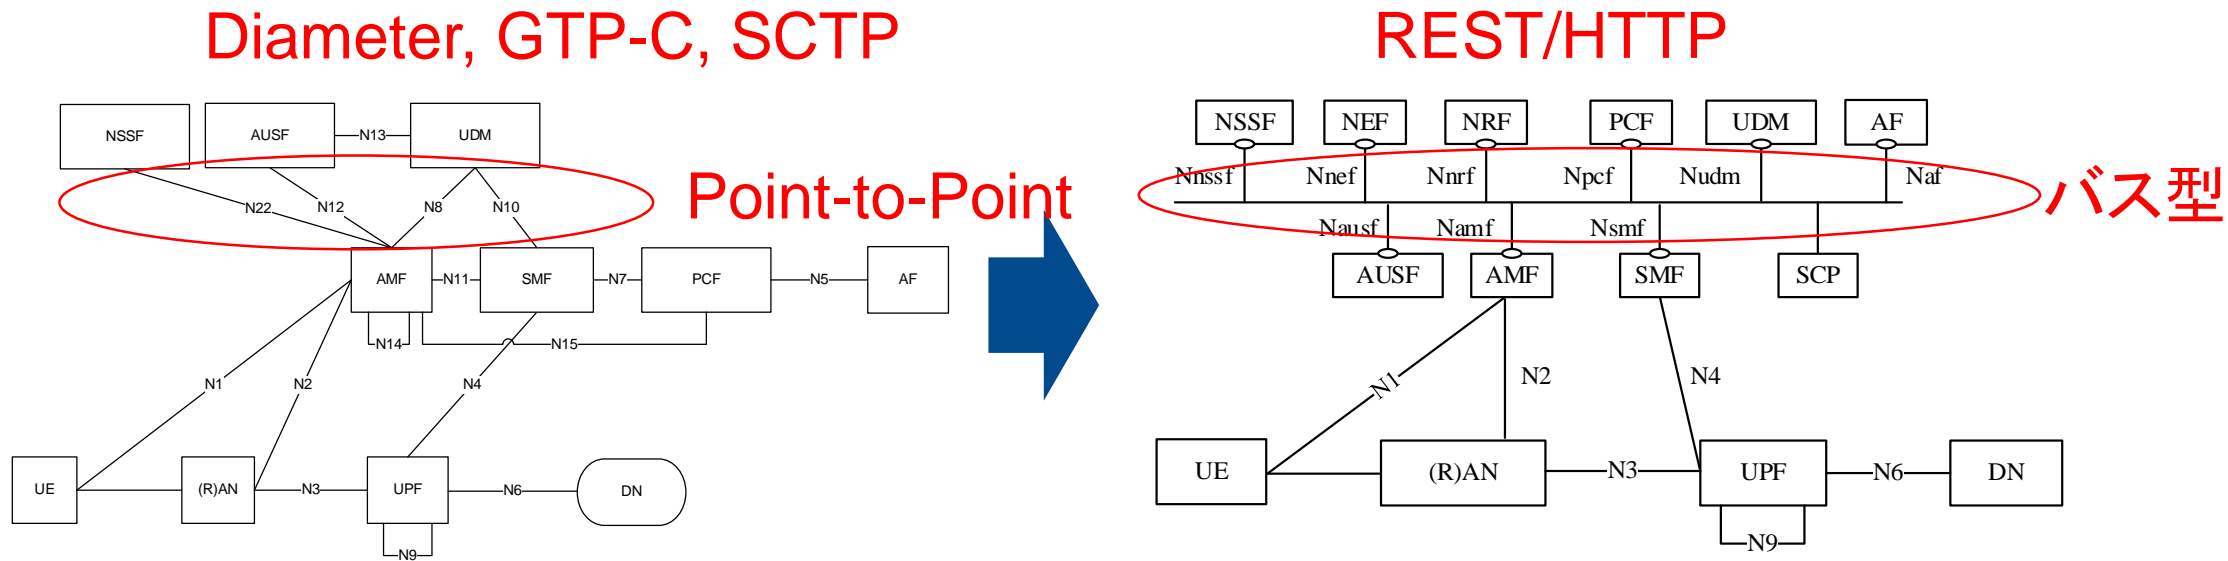 Diameter, GTP-C, SCTP
NSSF
AUSF
N13
UDM
N22
N12
N8
N10
Point-to-Point
AMF
N11
SMF
N7
PCF
N5
AF
N14
N15
N1
N2
N4
UE
(R)AN
N3
UPF
N6
DN
N9
REST/HTTP
NSSF
NEF
NRF
PCF
UDM
AF
Nnssf
Nnef
Nnrf
Npcf
Nudm
Naf
バス型
Nausf
Namf
Nsmf
AUSF
AMF
SMF
SCP
N1
N2
N4
UE
(R)AN
N3
UPF
N6
DN
N9